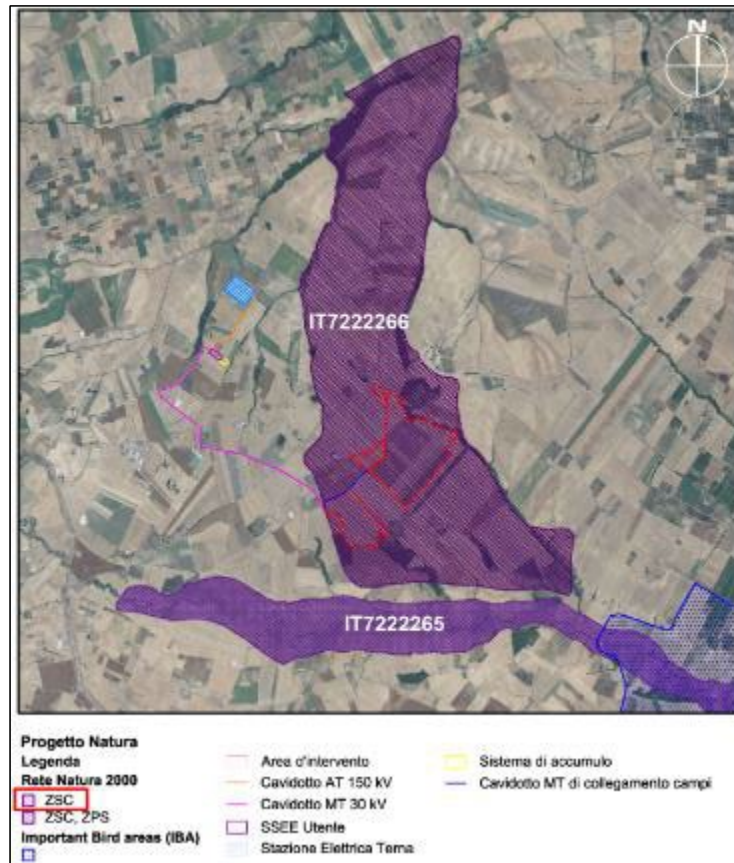 N
IT7222266
IT7222265
Progetto Natura
Legenda
Rete Natura 2000
ZSC
ZSC, ZPS
Important Bird areas (IBA)
Area d'intervento
Cavidotto AT 150 kV
Cavidotto MT 30 kV
SSEE Utente
Stazione Elettrica Terna
Sistema di accumulo
Cavidotto MT di collegamento campi